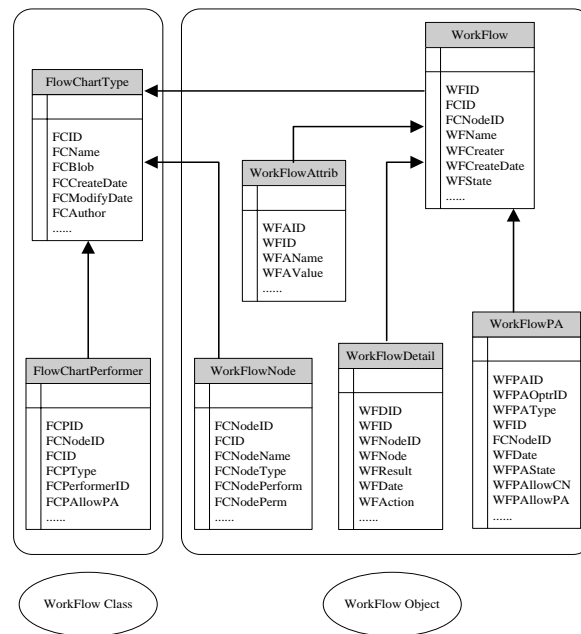 WorkFlow
WFID
FCID
FCNodeID
WFName
WFCreater
WFCreateDate
WFState
......
FlowChartType
FCID
FCName
FCBlob
FCCreateDate
FCModifyDate
FCAuthor
......
WorkFlowAttrib
WFAID
WFID
WFAName
WFAValue
......
FlowChartPerformer
FCPID
FCNodeID
FCID
FCPType
FCPerformerID
FCPAllowPA
......
WorkFlowNode
FCNodeID
FCID
FCNodeName
FCNodeType
FCNodePerform
FCNodePerm
......
WorkFlowDetail
WFDID
WFID
WFNodeID
WFNode
WFResult
WFDate
WFAction
......
WorkFlowPA
WFPAID
WFPAOptrID
WFPAType
WFID
FCNodeID
WFDate
WFPAState
WFPAAllowCN
WFPAllowPA
......
WorkFlow Class
WorkFlow Object